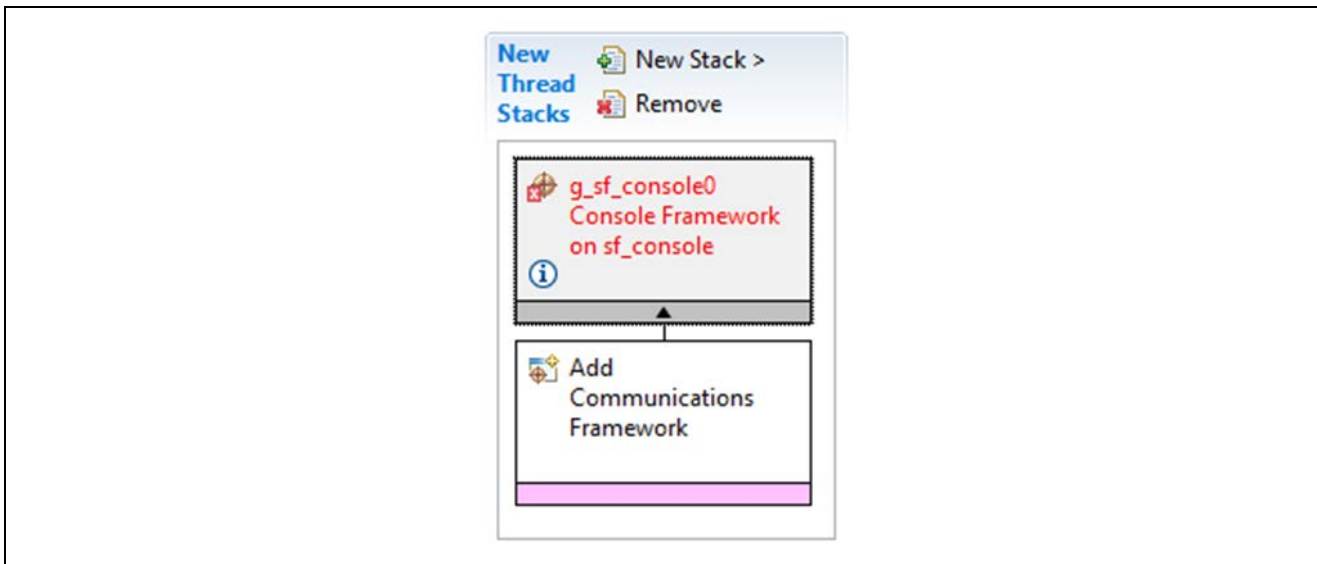 New
Thread
Stacks
New Stack >
Remove
g_sf_console0
Console Framework
on sf_console
Add
Communications
Framework